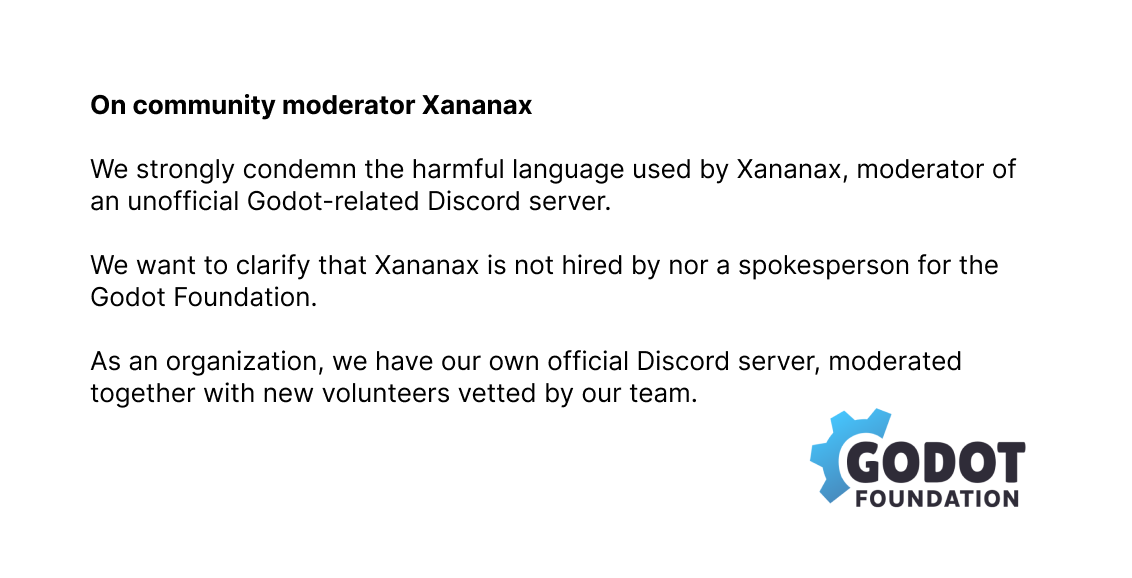 On community moderator Xananax
We strongly condemn the harmful language used by Xananax, moderator of
an unofficial Godot-related Discord server.
We want to clarify that Xananax is not hired by nor a spokesperson for the
Godot Foundation.
As an organization, we have our own official Discord server, moderated
together with new volunteers vetted by our team.
GODOT
FOUNDATION